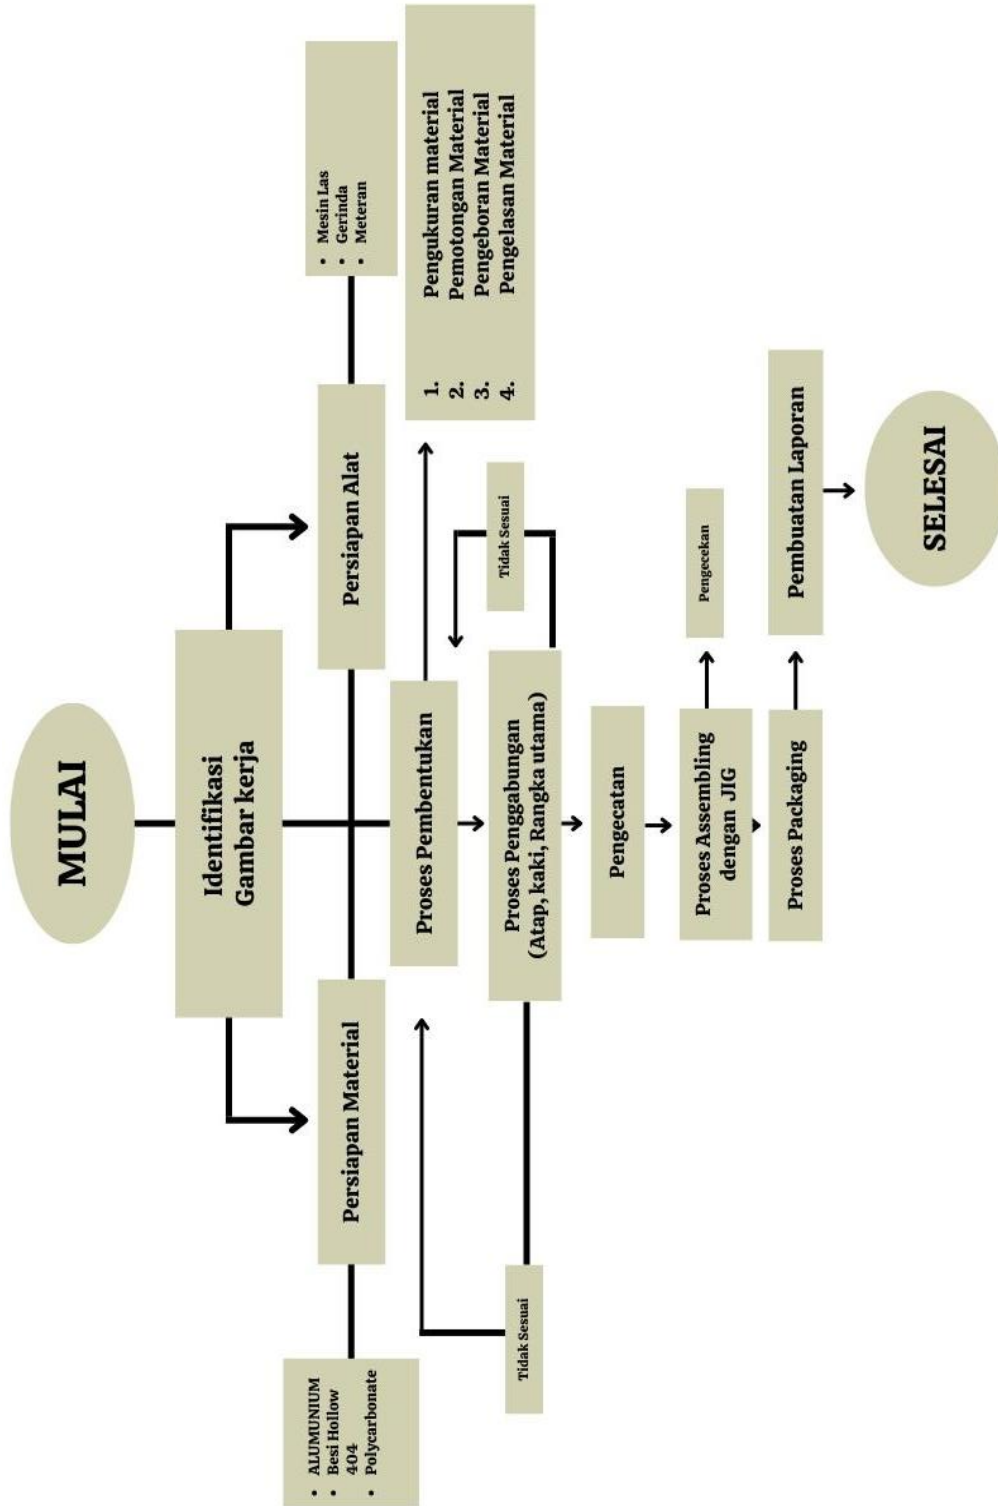 MULAI
Identifikasi
Gambar kerja
Persiapan Material
Persiapan Alat
• ALUMUNIUM
• Besi Hollow
404
• Polycarbonate
• Mesin Las
• Gerinda
• Meteran
Proses Pembentukan
1. Pengukuran material
2. Pemotongan Material
3. Pengeboran Material
4. Pengelasan Material
Tidak Sesuai
Proses Penggabungan
(Atap, kaki, Rangka utama)
Tidak Sesuai
Pengecatan
Proses Assembling
dengan JIG
Pengecekan
Proses Packaging
Pembuatan Laporan
SELESAI